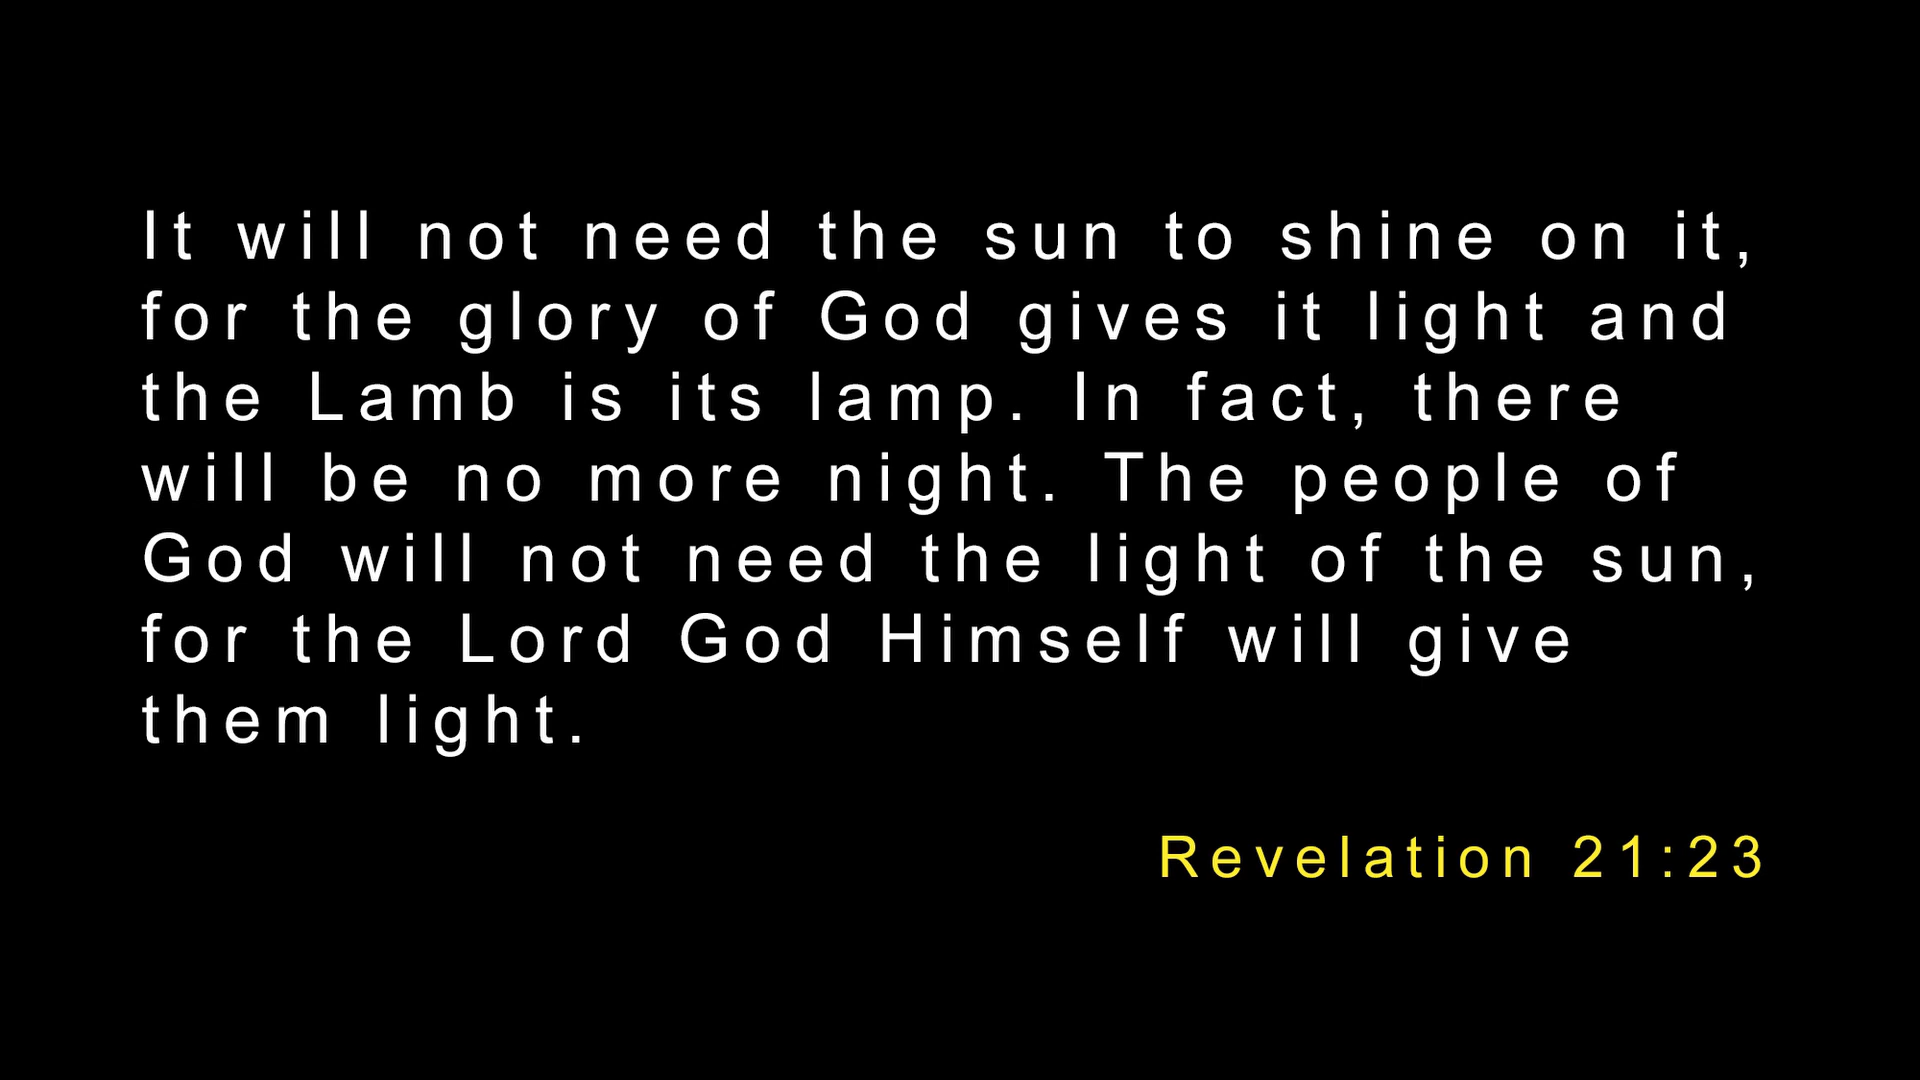 It will not need the sun to shine on it,
for the glory of God gives it light and
the Lamb is its lamp. In fact, there
will be no more night. The people of
God will not need the light of the sun,
for the Lord God Himself will give
them light.
Revelation 21:23